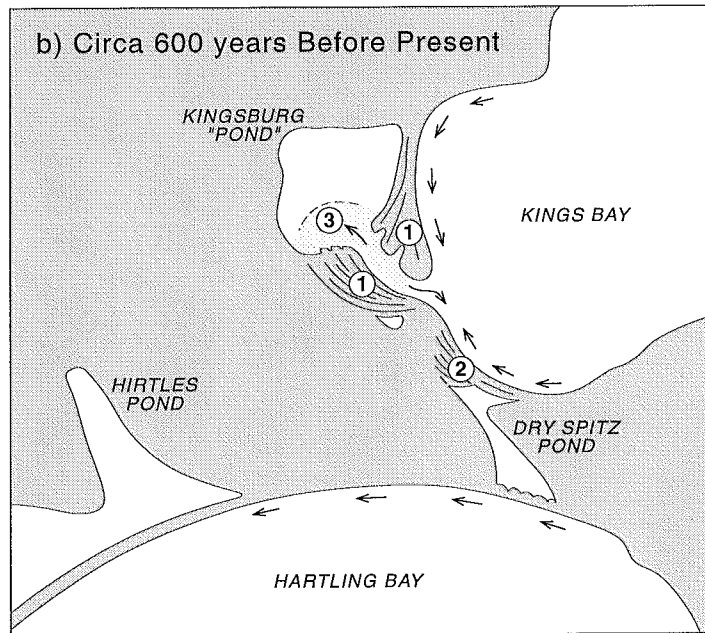 b) Circa 600 years Before Present
KINGSBURG
"POND"
KINGS BAY
3
1
1
2
HIRTLES
POND
DRY SPITZ
POND
HARTLING BAY